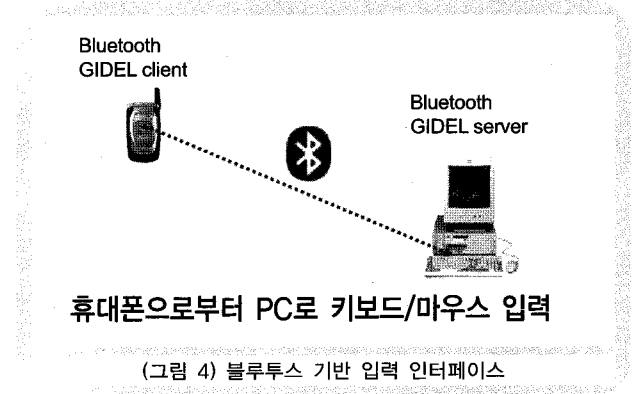 Bluetooth
GIDEL client
Bluetooth
GIDEL server
휴대폰으로부터 PC로 키보드/마우스 입력
(그림 4) 블루투스 기반 입력 인터페이스